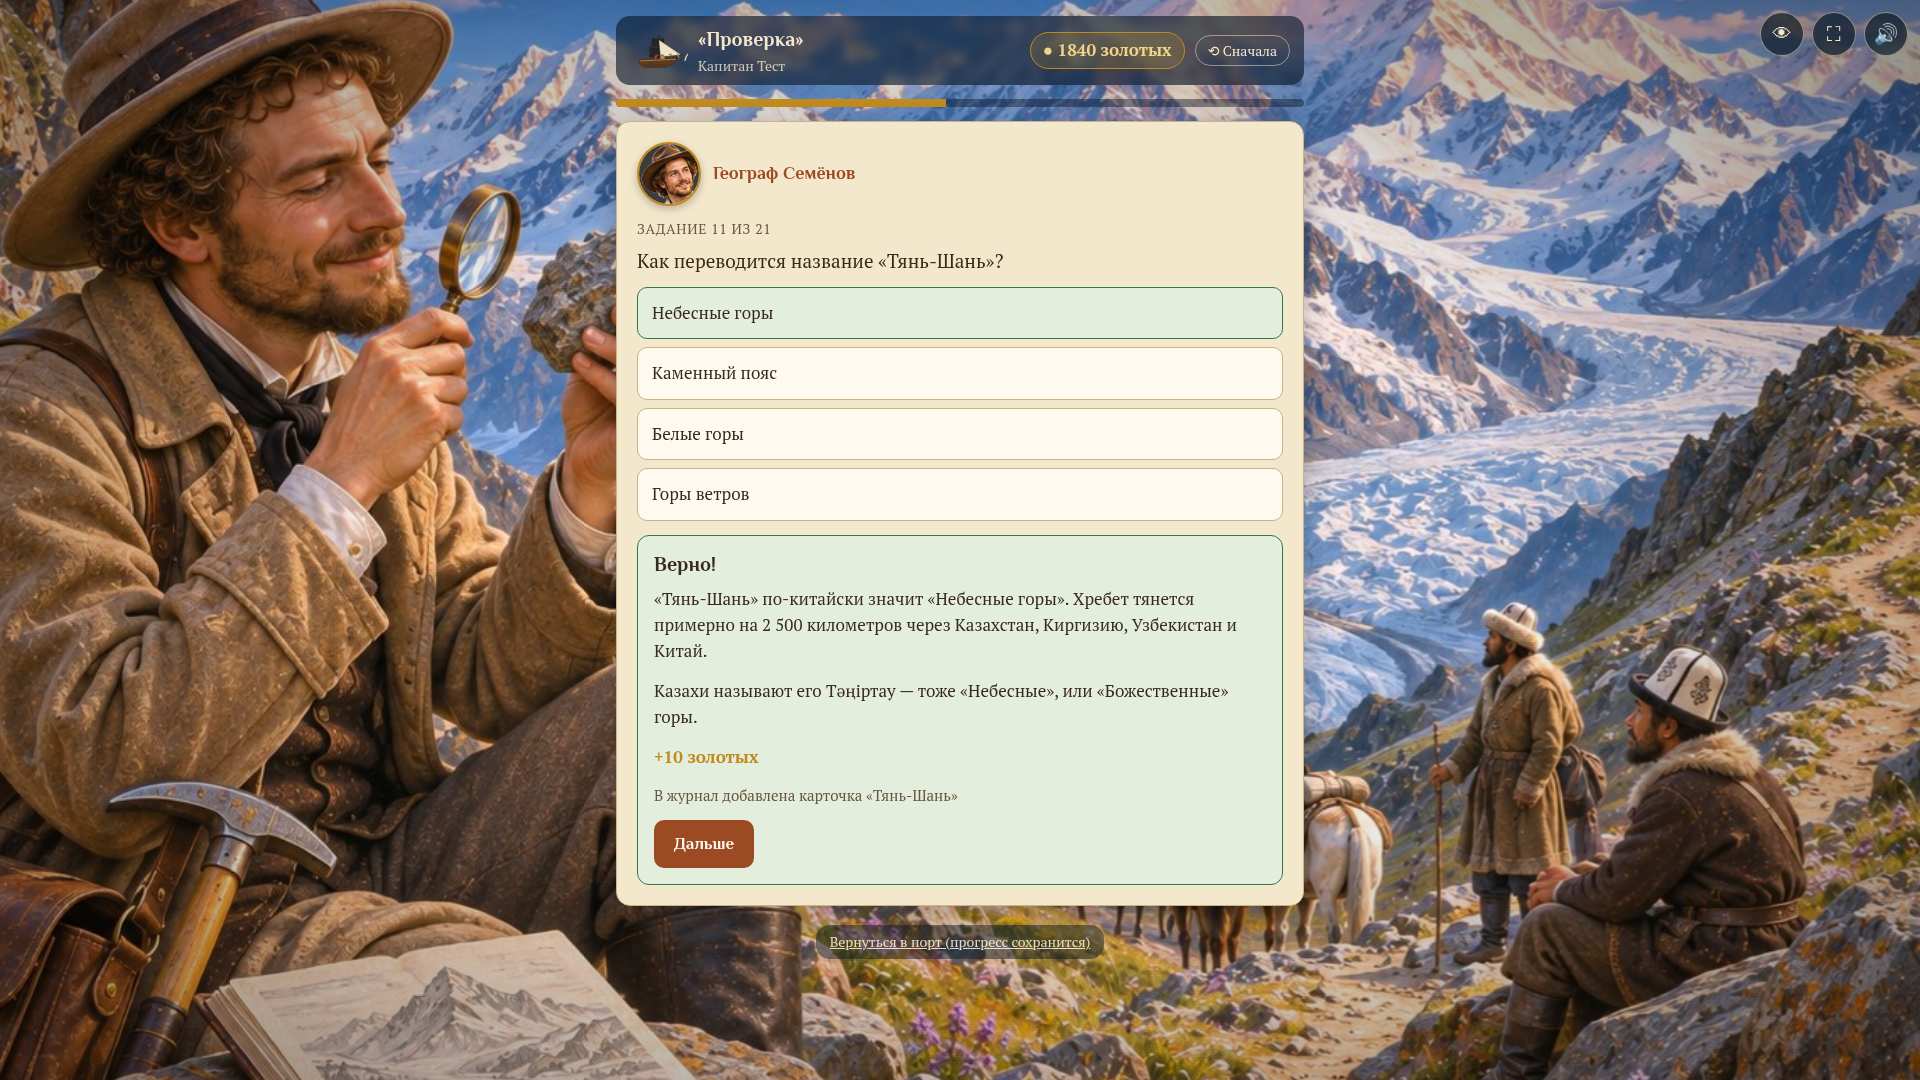 «Проверка»
Капитан Тест
● 1840 золотых
⟲ Сначала
Географ Семёнов
ЗАДАНИЕ 11 ИЗ 21
Как переводится название «Тянь-Шань»?
Небесные горы
Каменный пояс
Белые горы
Горы ветров
Верно!
«Тянь-Шань» по-китайски значит «Небесные горы». Хребет тянется
примерно на 2 500 километров через Казахстан, Киргизию, Узбекистан и
Китай.
Казахи называют его Тәңіртау — тоже «Небесные», или «Божественные»
горы.
+10 золотых
В журнал добавлена карточка «Тянь-Шань»
Дальше
Вернуться в порт (прогресс сохранится)